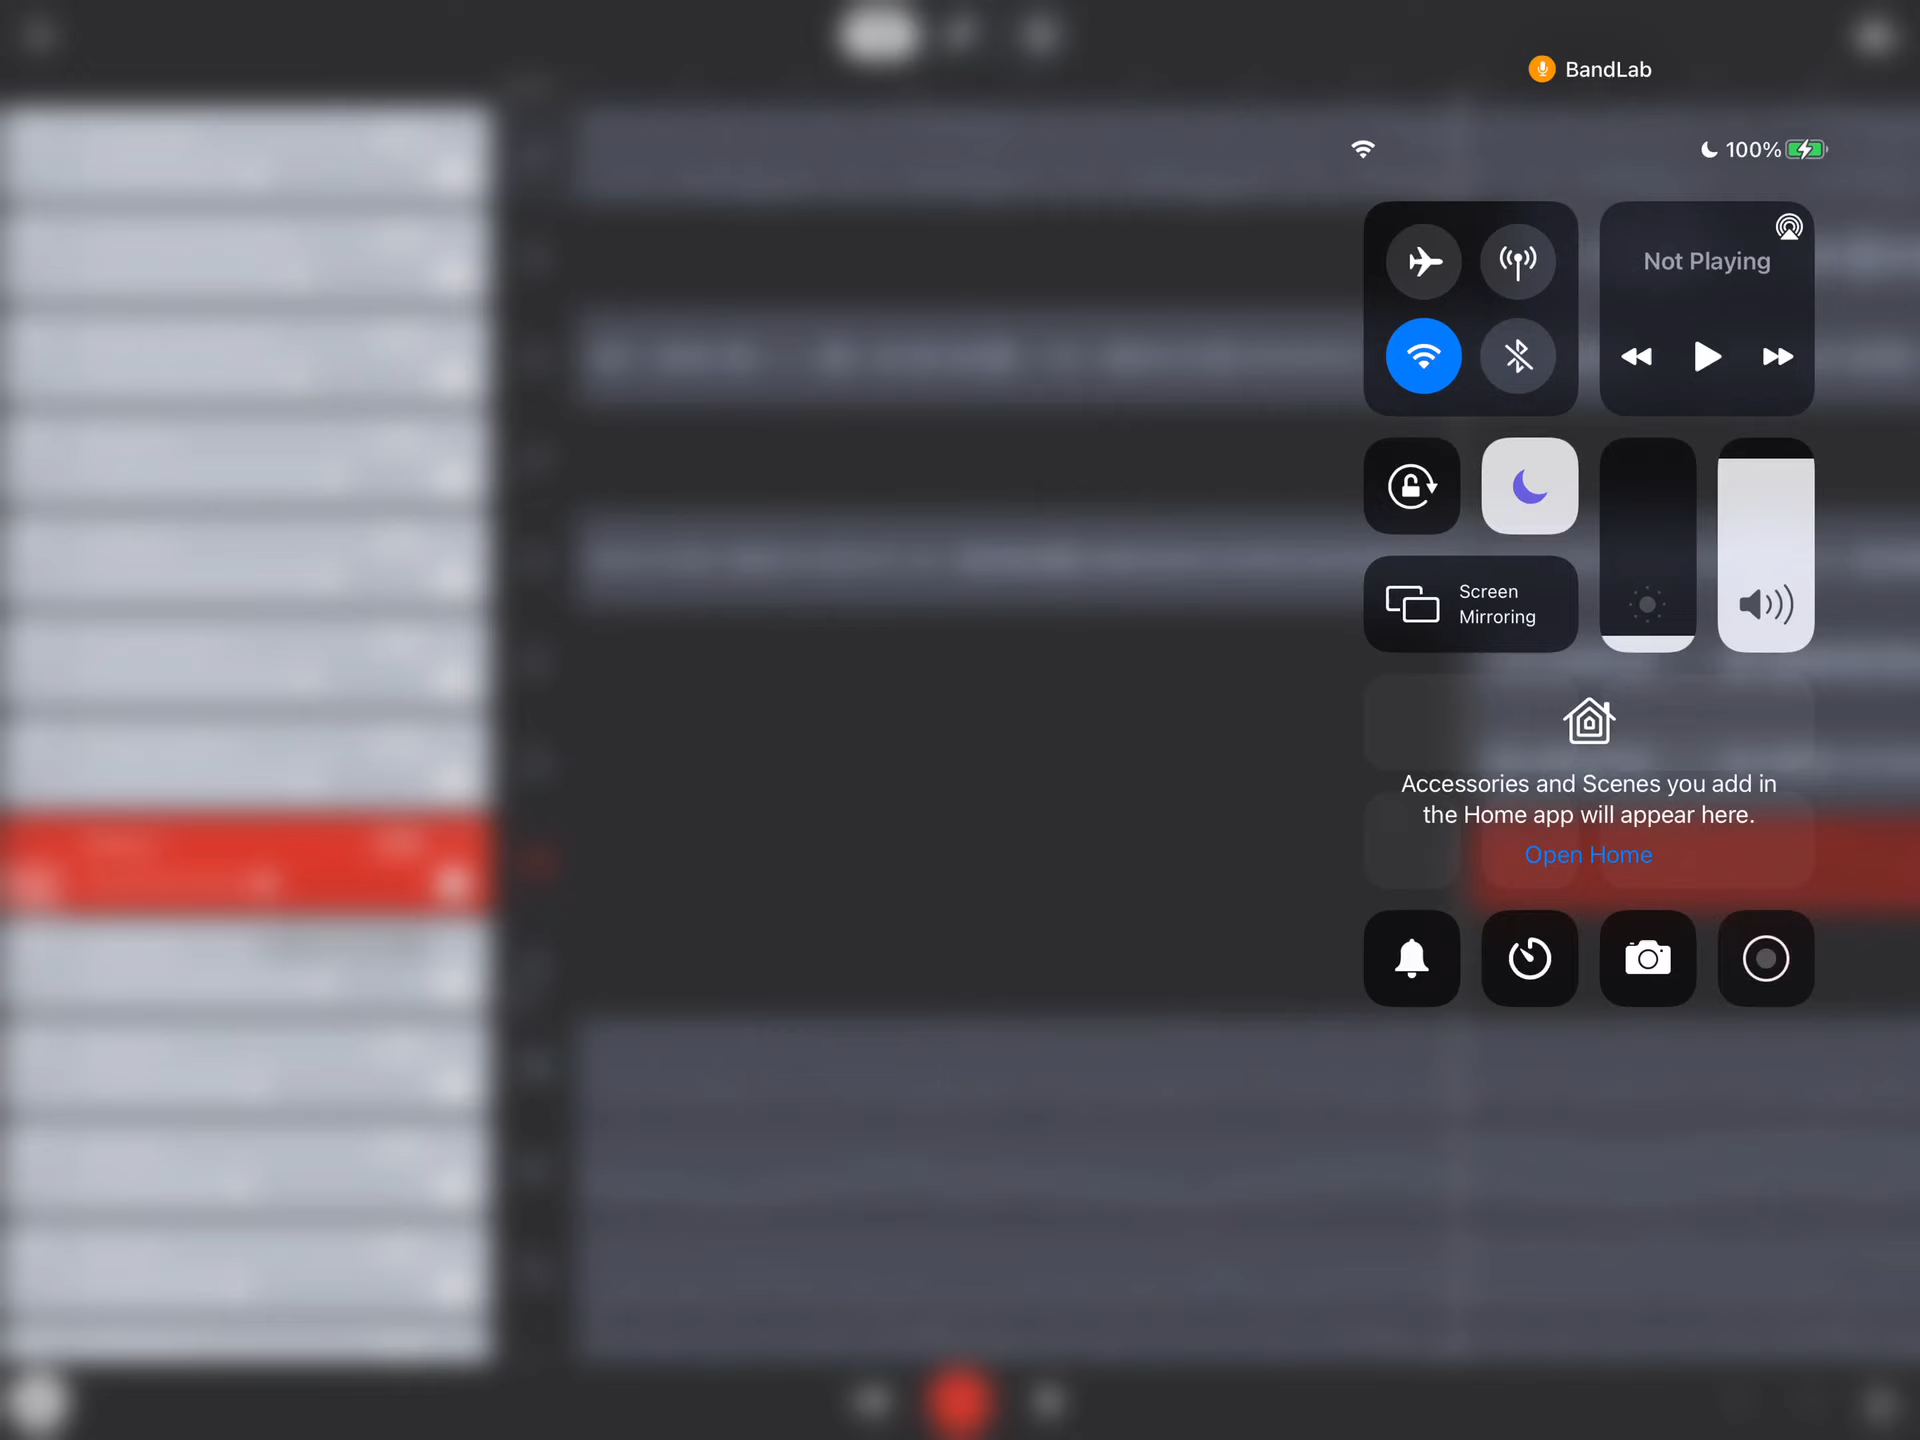 BandLab
100%
Not Playing
Screen
Mirroring
Accessories and Scenes you add in
the Home app will appear here.
Open Home